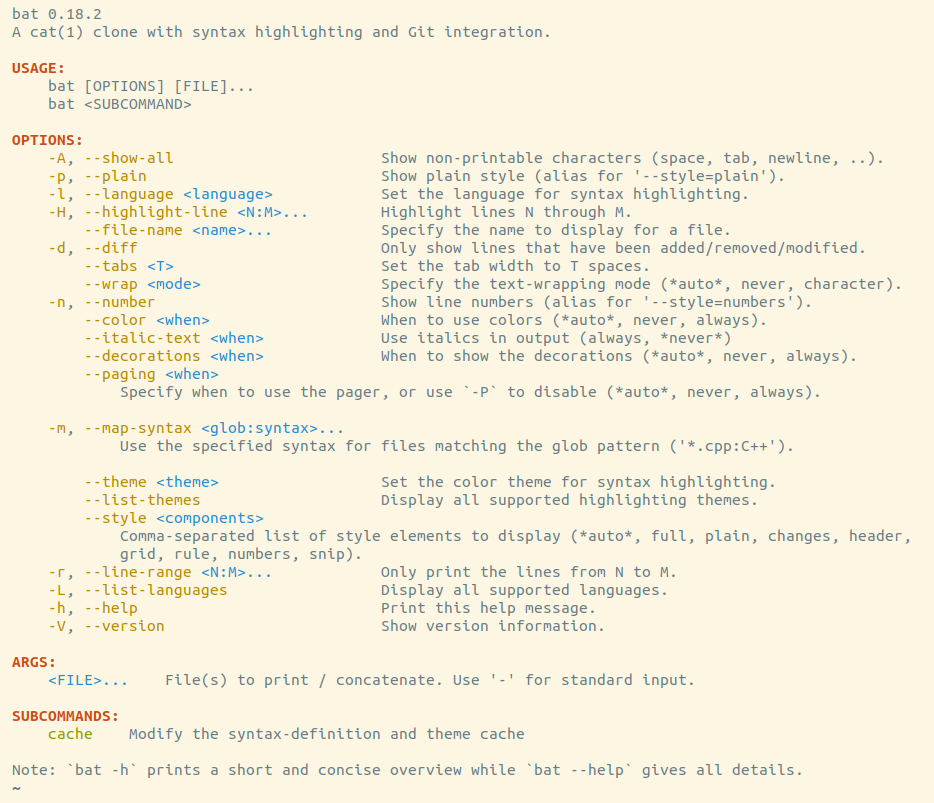 bat 0.18.2
A cat(1) clone with syntax highlighting and Git integration.

USAGE:
    bat [OPTIONS] [FILE]...
    bat <SUBCOMMAND>

OPTIONS:
    -A, --show-all                       Show non-printable characters (space, tab, newline, ..).
    -p, --plain                          Show plain style (alias for '--style=plain').
    -l, --language <language>            Set the language for syntax highlighting.
    -H, --highlight-line <N:M>...        Highlight lines N through M.
        --file-name <name>...            Specify the name to display for a file.
    -d, --diff                           Only show lines that have been added/removed/modified.
        --tabs <T>                       Set the tab width to T spaces.
        --wrap <mode>                    Specify the text-wrapping mode (*auto*, never, character).
    -n, --number                         Show line numbers (alias for '--style=numbers').
        --color <when>                   When to use colors (*auto*, never, always).
        --italic-text <when>             Use italics in output (always, *never*)
        --decorations <when>             When to show the decorations (*auto*, never, always).
        --paging <when>
            Specify when to use the pager, or use `-P` to disable (*auto*, never, always).

    -m, --map-syntax <glob:syntax>...
            Use the specified syntax for files matching the glob pattern ('*.cpp:C++').

        --theme <theme>                  Set the color theme for syntax highlighting.
        --list-themes                    Display all supported highlighting themes.
        --style <components>
            Comma-separated list of style elements to display (*auto*, full, plain, changes, header,
            grid, rule, numbers, snip).
    -r, --line-range <N:M>...            Only print the lines from N to M.
    -L, --list-languages                 Display all supported languages.
    -h, --help                           Print this help message.
    -V, --version                        Show version information.

ARGS:
    <FILE>...    File(s) to print / concatenate. Use '-' for standard input.

SUBCOMMANDS:
    cache    Modify the syntax-definition and theme cache

Note: `bat -h` prints a short and concise overview while `bat --help` gives all details.
~